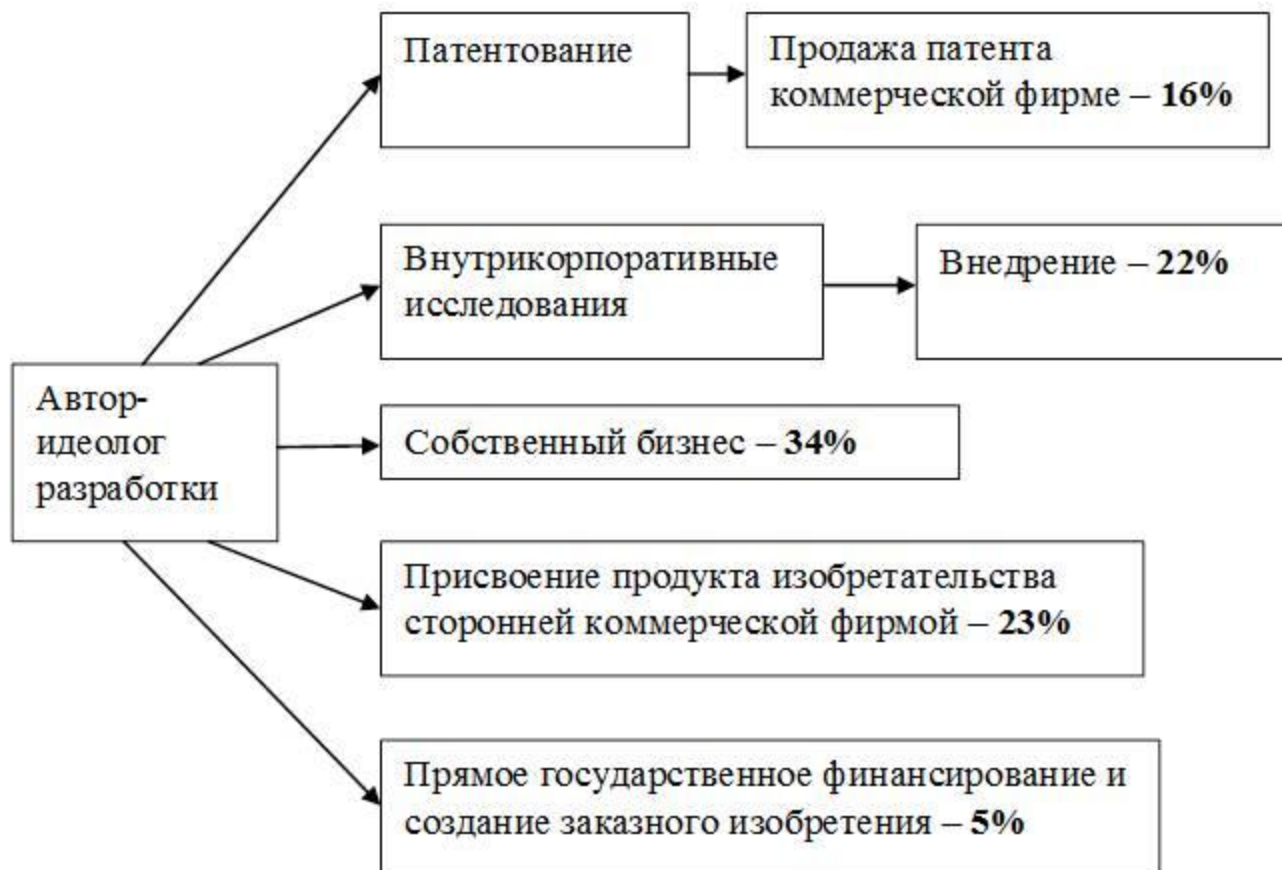 Патентование
Продажа патента
коммерческой фирме – 16%
Внутрикорпоративные
исследования
Внедрение – 22%
Автор-
идеолог
разработки
Собственный бизнес – 34%
Присвоение продукта изобретательства
сторонней коммерческой фирмой – 23%
Прямое государственное финансирование и
создание заказного изобретения – 5%